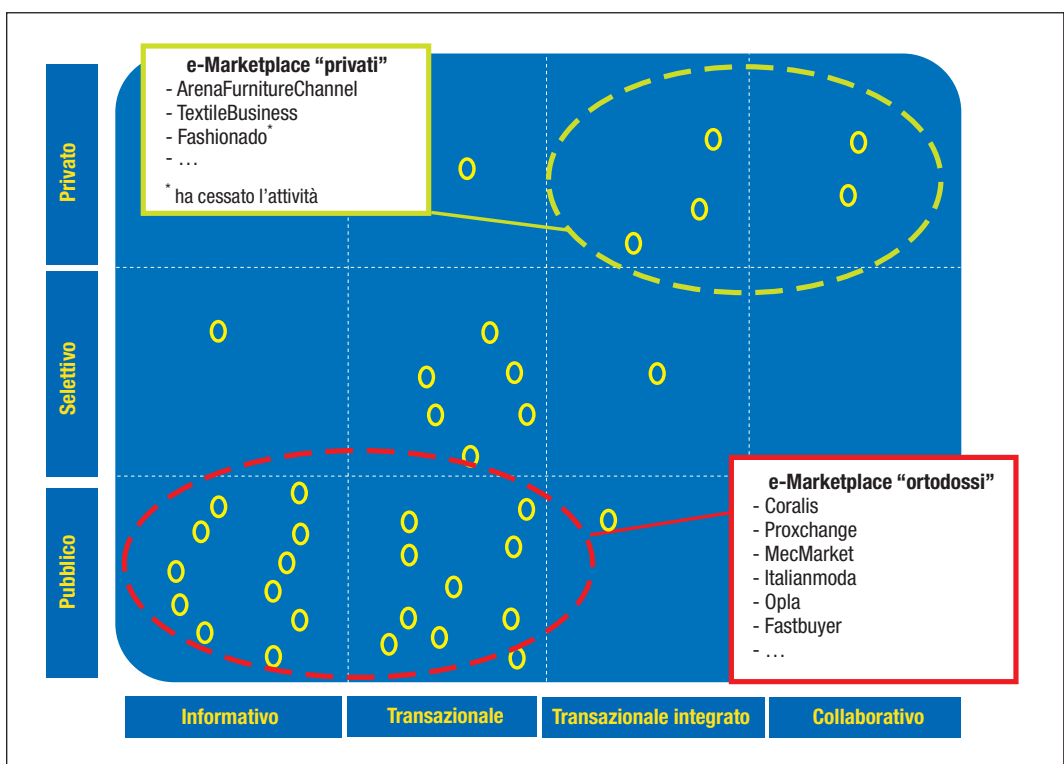 e-Marketplace “privati”
- ArenaFurnitureChannel
- TextileBusiness
- Fashionado*
- …
* ha cessato l’attività
Privato
Selettivo
Pubblico
e-Marketplace “ortodossi”
- Coralis
- Proxchange
- MecMarket
- Italianmoda
- Opla
- Fastbuyer
- …
Informativo
Transazionale
Transazionale integrato
Collaborativo